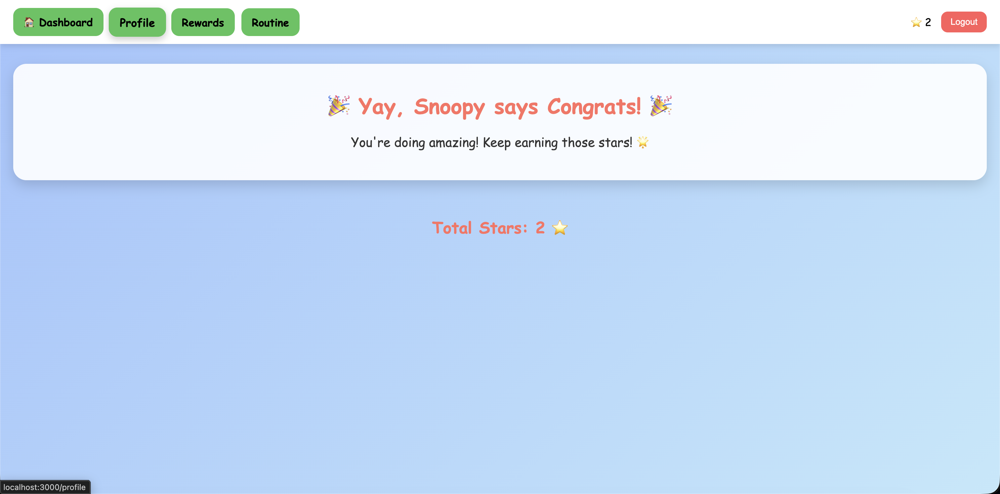 🏠 Dashboard Profile Rewards Routine ⭐ 2 Logout
🎉 Yay, Snoopy says Congrats! 🎉
You're doing amazing! Keep earning those stars! 🌟
Total Stars: 2 ⭐
localhost:3000/profile